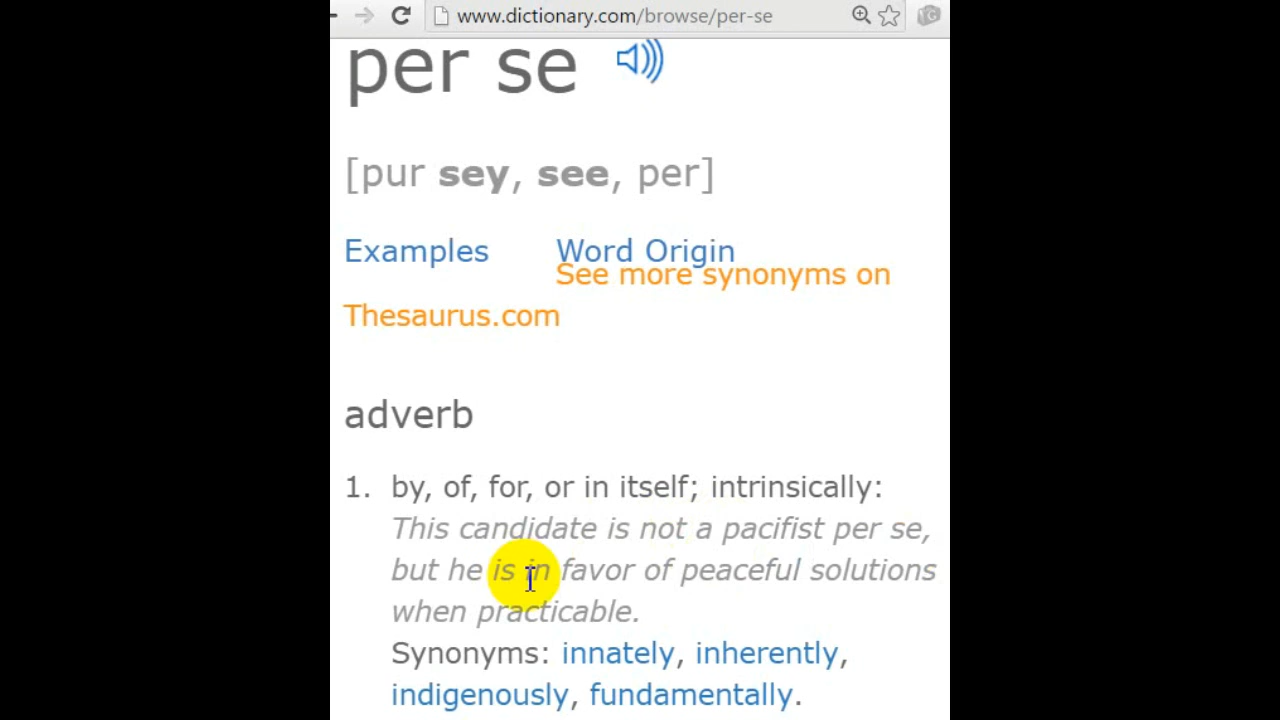 www.dictionary.com/browse/per-se
per se
[pur sey, see, per]
Examples Word Origin
See more synonyms on
Thesaurus.com
adverb
1. by, of, for, or in itself; intrinsically:
This candidate is not a pacifist per se,
but he is in favor of peaceful solutions
when practicable.
Synonyms: innately, inherently,
indigenously, fundamentally.